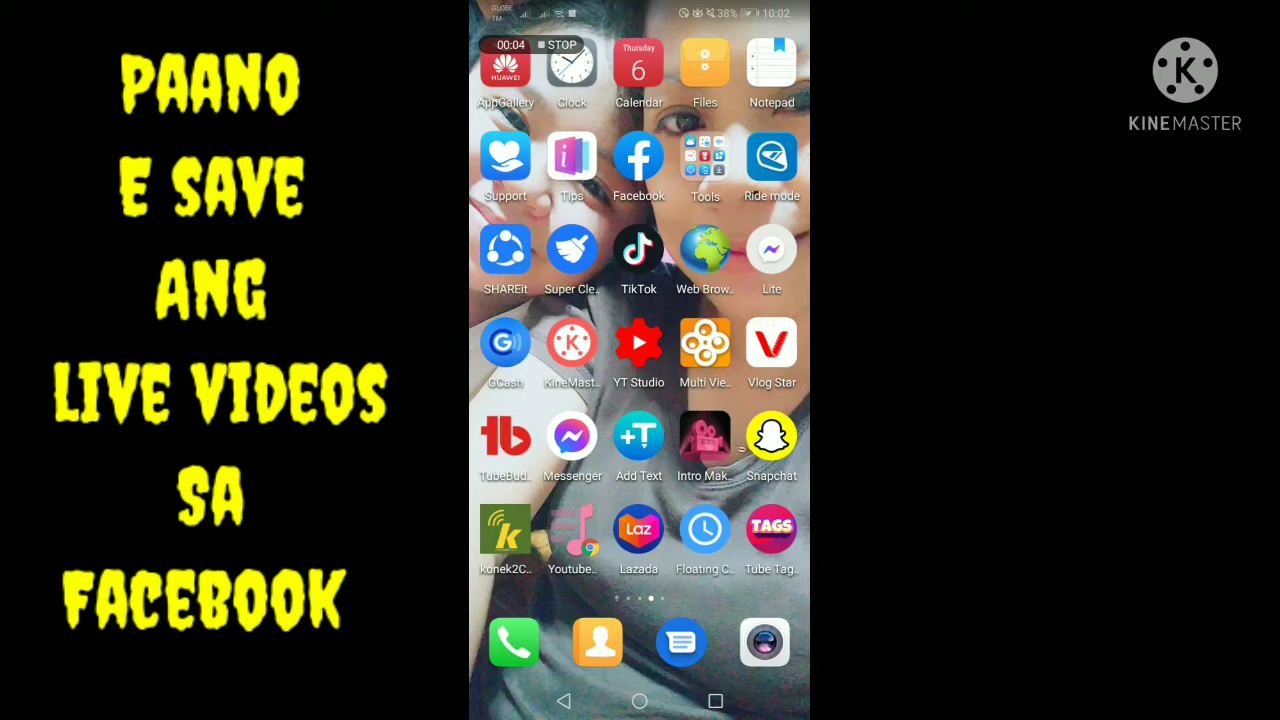 PAANO
E SAVE
ANG
LIVE VIDEOS
SA
FACEBOOK
GLOBE
TM
38% 10:02
00:04 STOP
HUAWEI
Thursday
6
AppGallery Clock Calendar Files Notepad
Support Tips Facebook Tools Ride mode
SHAREit Super Cle.. TikTok Web Brow.. Lite
GCash KineMast.. YT Studio Multi Vie.. Vlog Star
+T
TubeBud.. Messenger Add Text Intro Mak.. Snapchat
k
Laz
TAGS
konek2C.. Youtube.. Lazada Floating C.. Tube Tag..
K
KINEMASTER